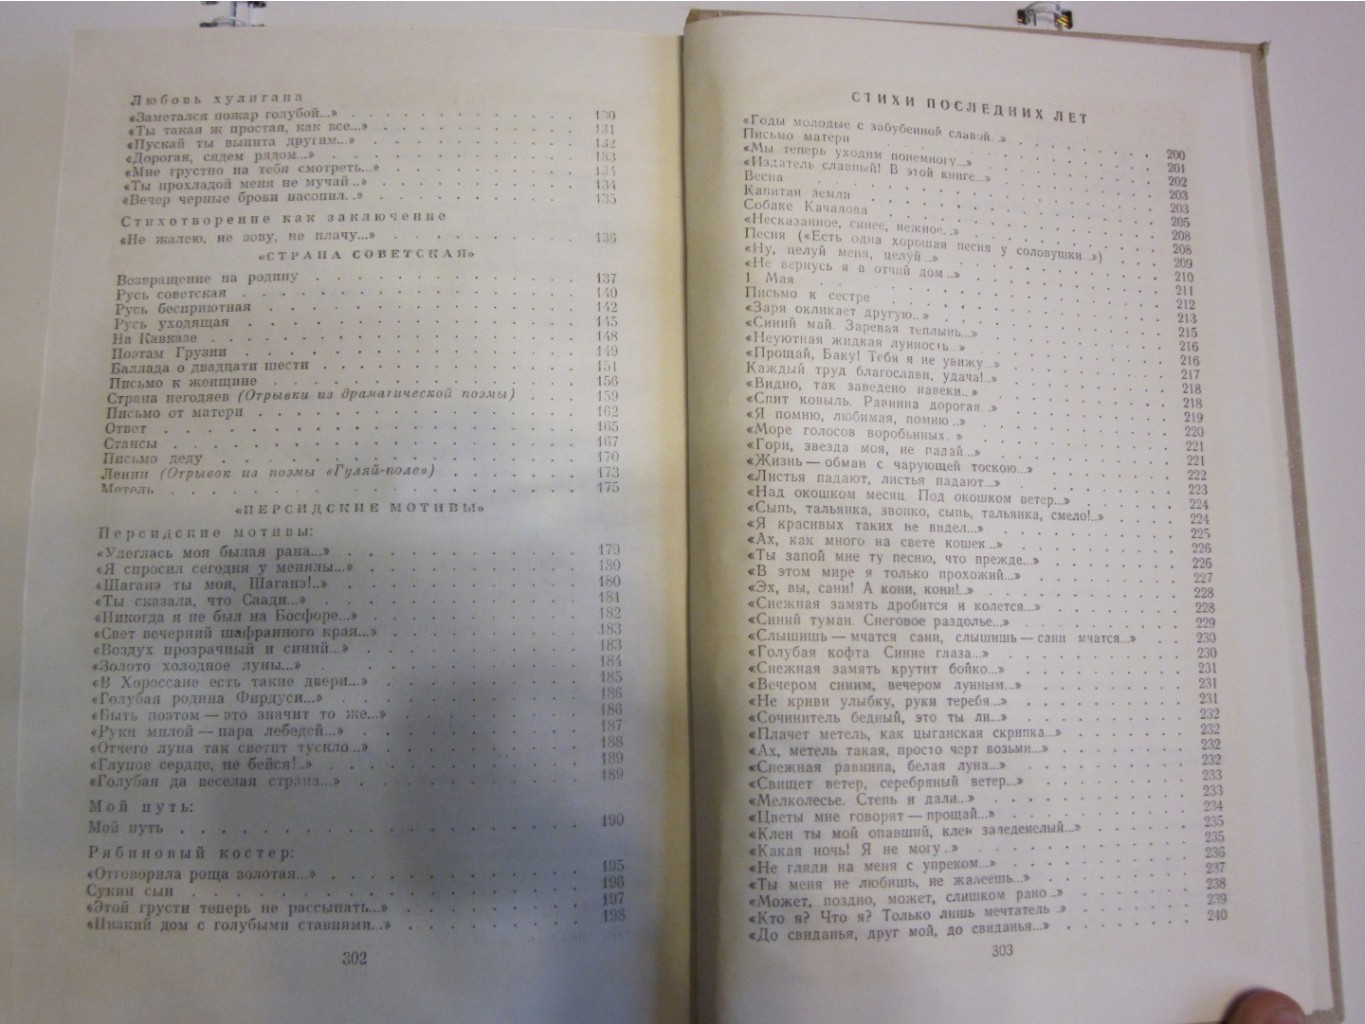 Любовь хулигана
«Заметался пожар голубой...» 130
«Ты такая ж простая, как все...» 131
«Пускай ты выпита другим...» 132
«Дорогая, сядем рядом...» 133
«Мне грустно на тебя смотреть...» 134
«Ты прохладой меня не мучай...» 134
«Вечер черные брови насопил...» 135
Стихотворение как заключение
«Не жалею, не зову, не плачу...» 136
«СТРАНА СОВЕТСКАЯ»
Возвращение на родину 137
Русь советская 140
Русь бесприютная 142
Русь уходящая 145
На Кавказе 148
Поэтам Грузии 149
Баллада о двадцати шести 151
Письмо к женщине 156
Страна негодяев (Отрывки из драматической поэмы) 159
Письмо от матери 162
Ответ 165
Стансы 167
Письмо деду 170
Ленин (Отрывок из поэмы «Гуляй-поле») 173
Метель 175
«ПЕРСИДСКИЕ МОТИВЫ»
Персидские мотивы:
«Улеглась моя былая рана...» 179
«Я спросил сегодня у менялы...» 180
«Шаганэ ты моя, Шаганэ!..» 180
«Ты сказала, что Саади...» 181
«Никогда я не был на Босфоре...» 182
«Свет вечерний шафранного края...» 183
«Воздух прозрачный и синий...» 183
«Золото холодное луны...» 184
«В Хороссане есть такие двери...» 185
«Голубая родина Фирдуси...» 186
«Быть поэтом — это значит то же...» 186
«Руки милой — пара лебедей...» 187
«Отчего луна так светит тускло...» 188
«Глупое сердце, не бейся!..» 189
«Голубая да веселая страна...» 189
Мой путь:
Мой путь 190
Рябиновый костер:
«Отговорила роща золотая...» 195
Сукин сын 196
«Этой грусти теперь не рассыпать...» 197
«Низкий дом с голубыми ставнями...» 198
302
СТИХИ ПОСЛЕДНИХ ЛЕТ
«Годы молодые с забубенной славой...» 200
Письмо матери 201
«Мы теперь уходим понемногу...» 202
«Издатель славный! В этой книге...» 203
Весна 203
Капитан земли 205
Собаке Качалова 208
«Несказанное, синее, нежное...» 208
Песня («Есть одна хорошая песня у соловушки...») 209
«Ну, целуй меня, целуй...» 210
«Не вернусь я в отчий дом...» 211
1 Мая 212
Письмо к сестре 213
«Заря окликает другую...» 215
«Синий май. Заревая теплынь...» 216
«Неуютная жидкая лунность...» 216
«Прощай, Баку! Тебя я не увижу...» 217
Каждый труд благослови, удача!..» 218
«Видно, так заведено навеки...» 218
«Спит ковыль. Равнина дорогая...» 219
«Я помню, любимая, помню...» 220
«Море голосов воробьиных...» 221
«Гори, звезда моя, не падай...» 221
«Жизнь — обман с чарующей тоскою...» 222
«Листья падают, листья падают...» 223
«Над окошком месяц. Под окошком ветер...» 224
«Сыпь, тальянка, звонко, сыпь, тальянка, смело!..» 224
«Я красивых таких не видел...» 225
«Ах, как много на свете кошек...» 226
«Ты запой мне ту песню, что прежде...» 226
«В этом мире я только прохожий...» 227
«Эх, вы, сани! А кони, кони!..» 228
«Снежная замять дробится и колется...» 228
«Синий туман. Снеговое раздолье...» 229
«Слышишь — мчатся сани, слышишь — сани мчатся...» 230
«Голубая кофта. Синие глаза...» 230
«Снежная замять крутит бойко...» 231
«Вечером синим, вечером лунным...» 231
«Не криви улыбку, руки теребя...» 231
«Сочинитель бедный, это ты ли...» 232
«Плачет метель, как цыганская скрипка...» 232
«Ах, метель такая, просто черт возьми...» 232
«Снежная равнина, белая луна...» 232
«Свищет ветер, серебряный ветер...» 233
«Мелколесье. Степь и дали...» 233
«Цветы мне говорят — прощай...» 234
«Клен ты мой опавший, клен заледенелый...» 235
«Какая ночь! Я не могу...» 235
«Не гляди на меня с упреком...» 236
«Ты меня не любишь, не жалеешь...» 237
«Может, поздно, может, слишком рано...» 238
«Кто я? Что я? Только лишь мечтатель...» 239
«До свиданья, друг мой, до свиданья...» 240
303